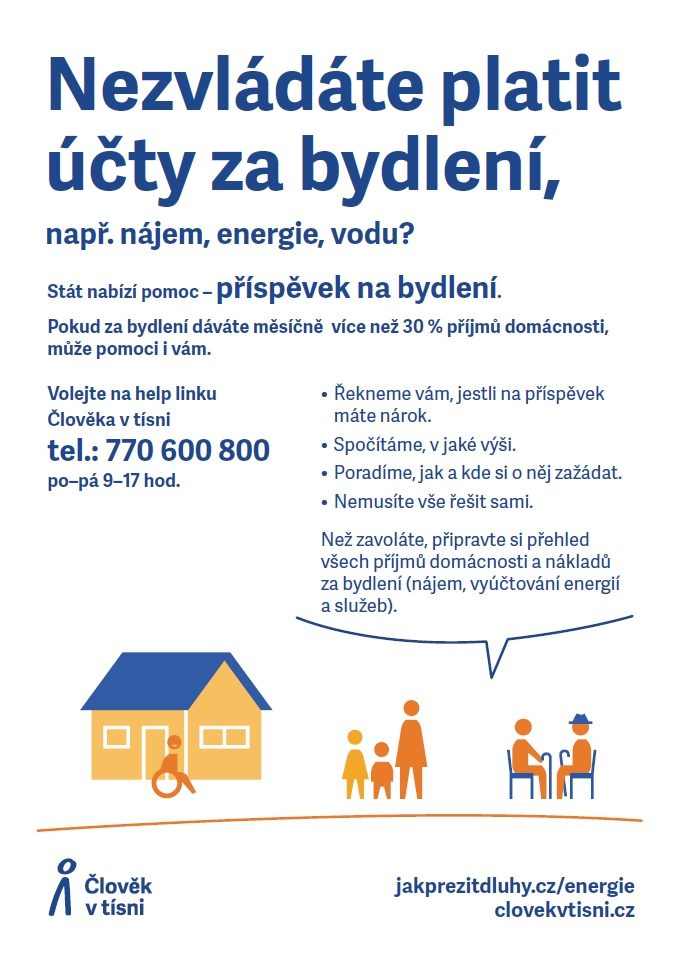 Nezvládáte platit
účty za bydlení,
např. nájem, energie, vodu?
Stát nabízí pomoc – příspěvek na bydlení.
Pokud za bydlení dáváte měsíčně  více než 30 % příjmů domácnosti,
může pomoci i vám.
Volejte na help linku
Člověka v tísni
tel.: 770 600 800
po–pá 9–17 hod.
• Řekneme vám, jestli na příspěvek
máte nárok.
• Spočítáme, v jaké výši.
• Poradíme, jak a kde si o něj zažádat.
• Nemusíte vše řešit sami.
Než zavoláte, připravte si přehled
všech příjmů domácnosti a nákladů
za bydlení (nájem, vyúčtování energií
a služeb).
Člověk
v tísni
jakprezitdluhy.cz/energie
clovekvtisni.cz